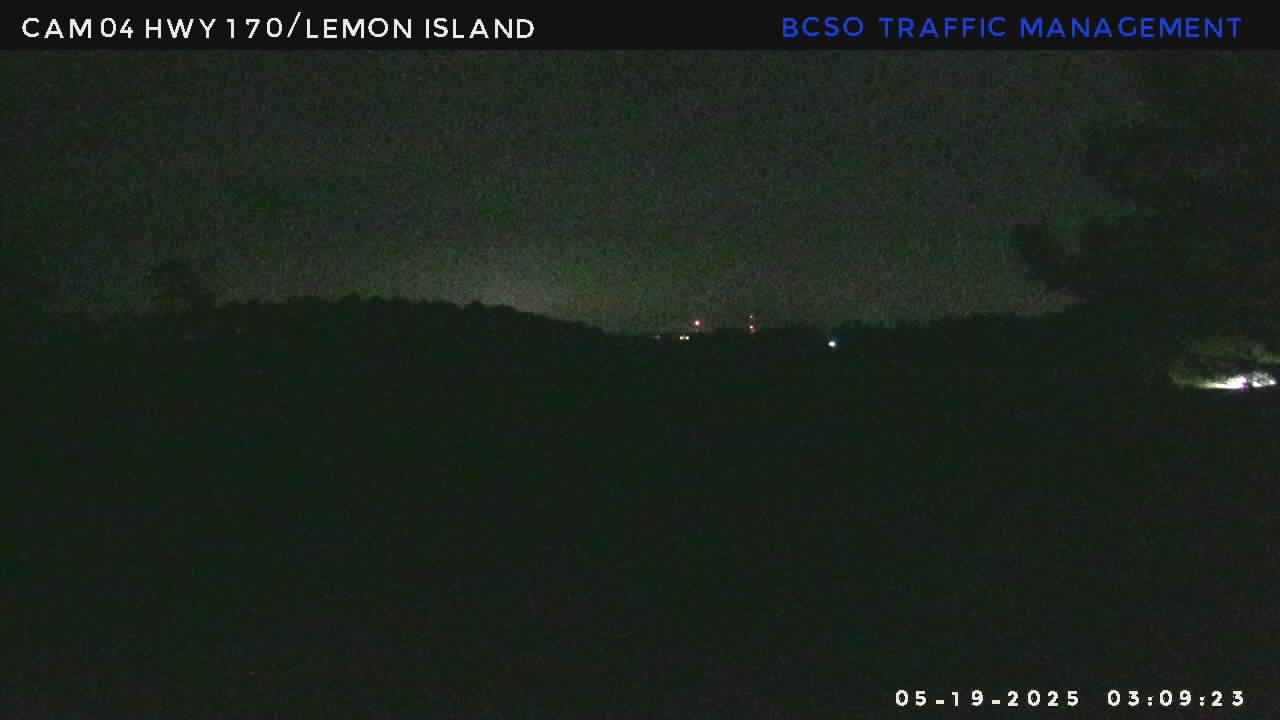 CAM04 HWY 170/LEMON ISLAND
BCSO TRAFFIC MANAGEMENT
05-19-2025 03:09:23